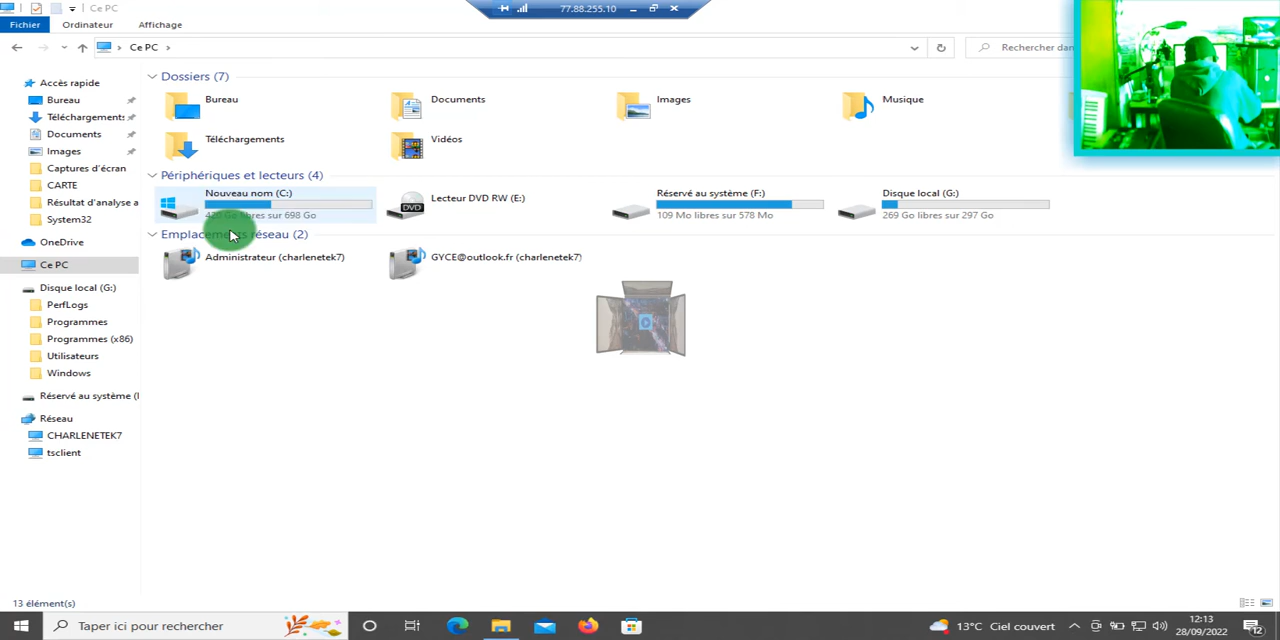 Ce PC
77.88.255.10
Fichier
Ordinateur
Affichage
Ce PC
Rechercher dan
Accès rapide
Bureau
Téléchargements
Documents
Images
Captures d'écran
CARTE
Résultat d'analyse a
System32
OneDrive
Ce PC
Disque local (G:)
PerfLogs
Programmes
Programmes (x86)
Utilisateurs
Windows
Réservé au système (
Réseau
CHARLENETEK7
tsclient
Dossiers (7)
Bureau
Documents
Images
Musique
Téléchargements
Vidéos
Périphériques et lecteurs (4)
Nouveau nom (C:)
Go libres sur 698 Go
Lecteur DVD RW (E:)
DVD
Réservé au système (F:)
109 Mo libres sur 578 Mo
Disque local (G:)
269 Go libres sur 297 Go
Emplacements réseau (2)
Administrateur (charlenetek7)
GYCE@outlook.fr (charlenetek7)
13 élément(s)
Taper ici pour rechercher
13°C Ciel couvert
12:13
28/09/2022
12